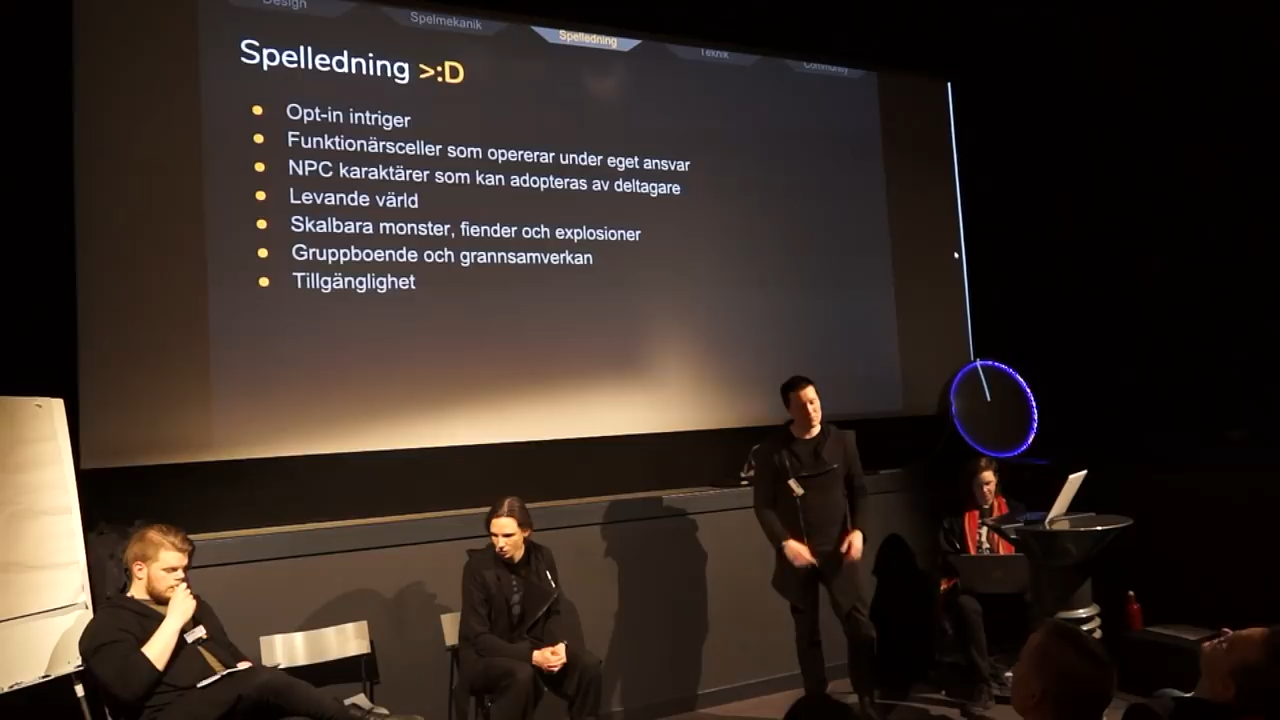 Design
Spelmekanik
Spelledning
Teknik
Community
Spelledning >:D
Opt-in intriger
Funktionärsceller som opererar under eget ansvar
NPC karaktärer som kan adopteras av deltagare
Levande värld
Skalbara monster, fiender och explosioner
Gruppboende och grannsamverkan
Tillgänglighet